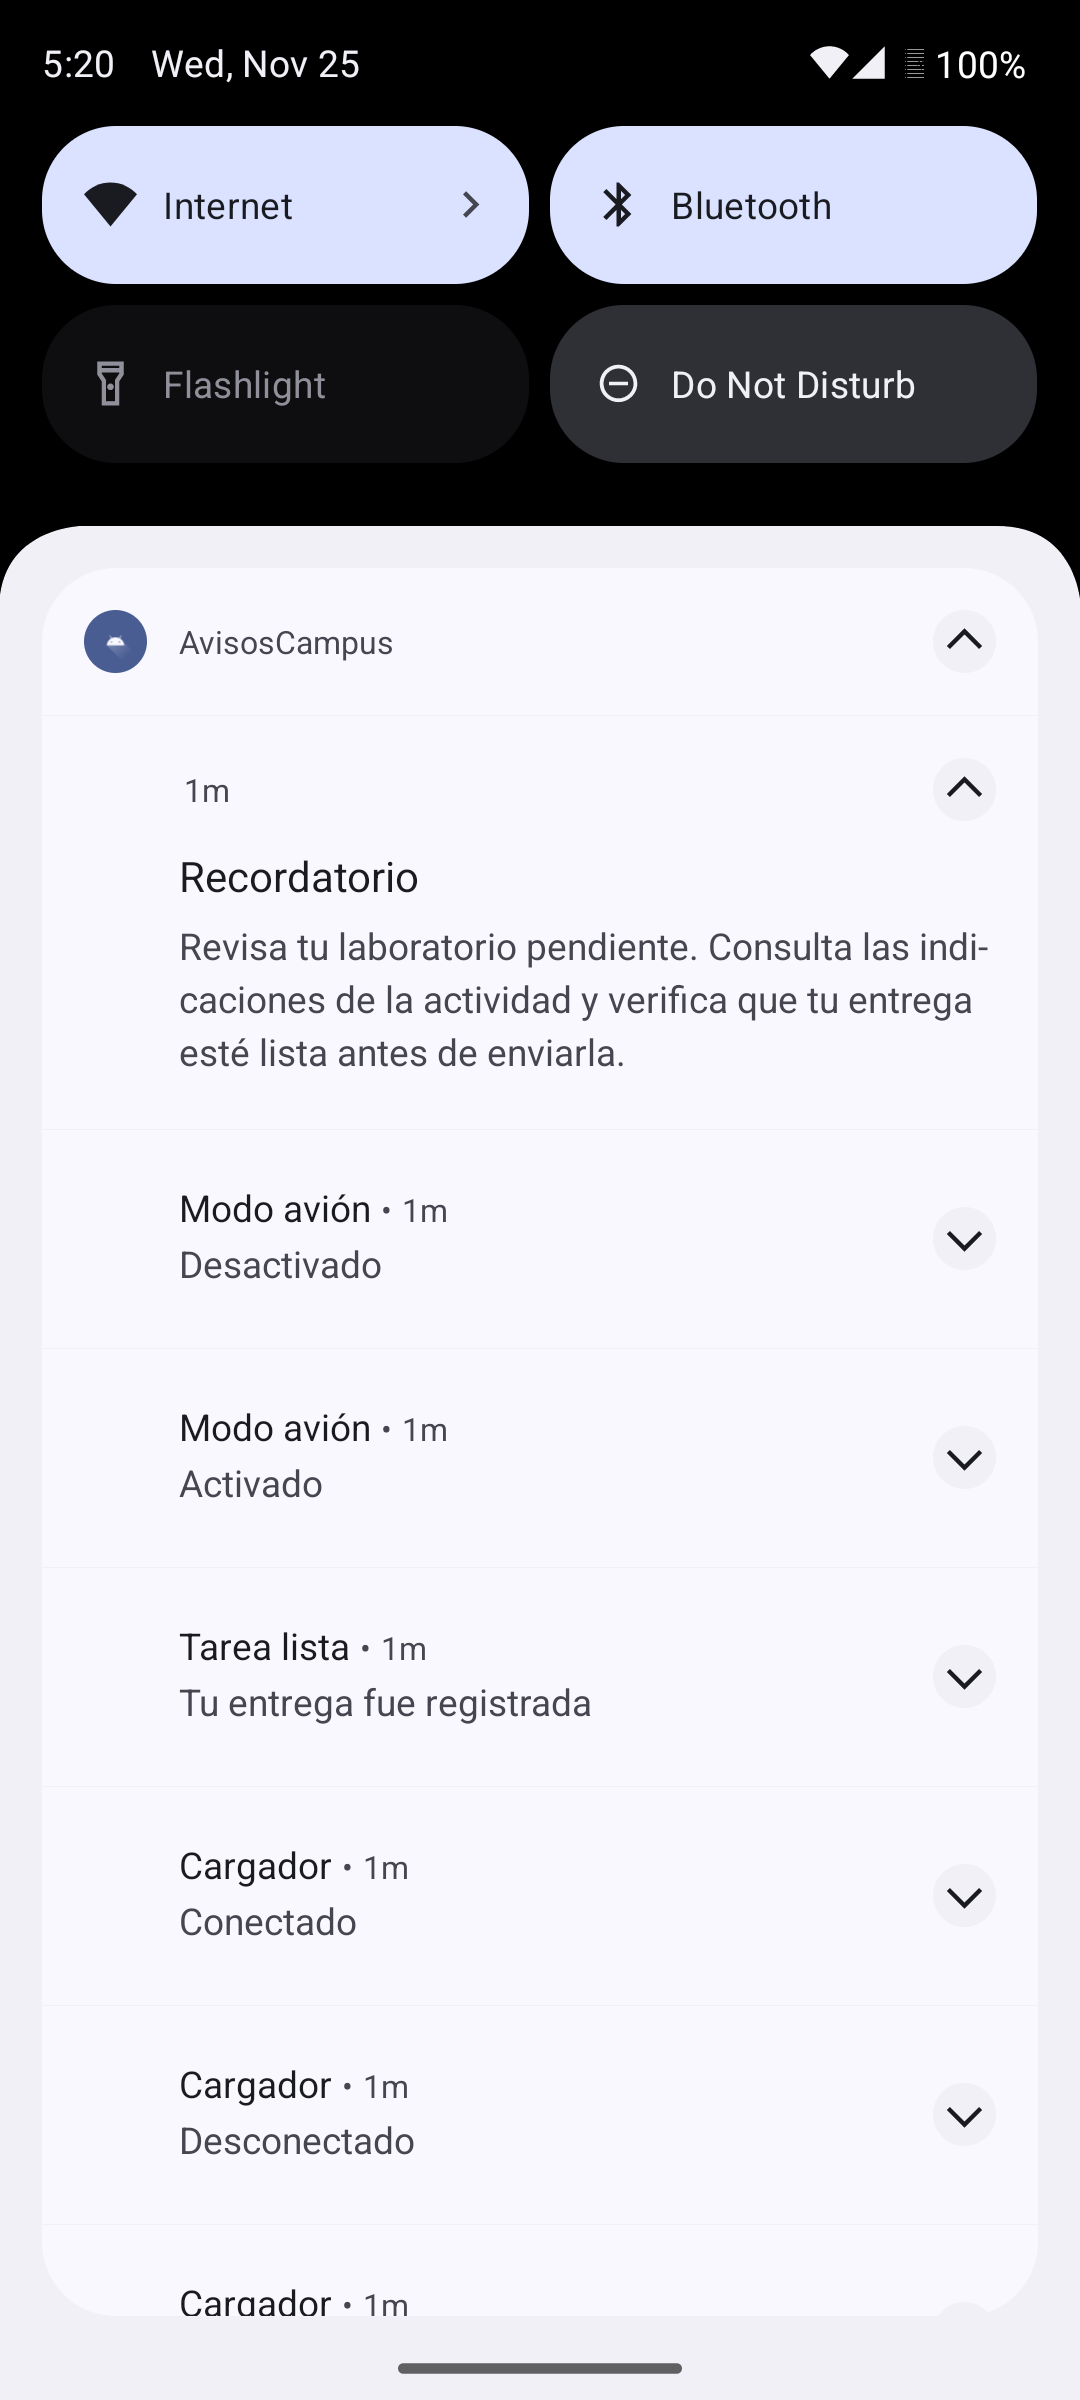 5:20 Wed, Nov 25 100%
Internet
Bluetooth
Flashlight
Do Not Disturb
AvisosCampus
1m
Recordatorio
Revisa tu laboratorio pendiente. Consulta las indi-
caciones de la actividad y verifica que tu entrega
esté lista antes de enviarla.
Modo avión • 1m
Desactivado
Modo avión • 1m
Activado
Tarea lista • 1m
Tu entrega fue registrada
Cargador • 1m
Conectado
Cargador • 1m
Desconectado
Cargador • 1m